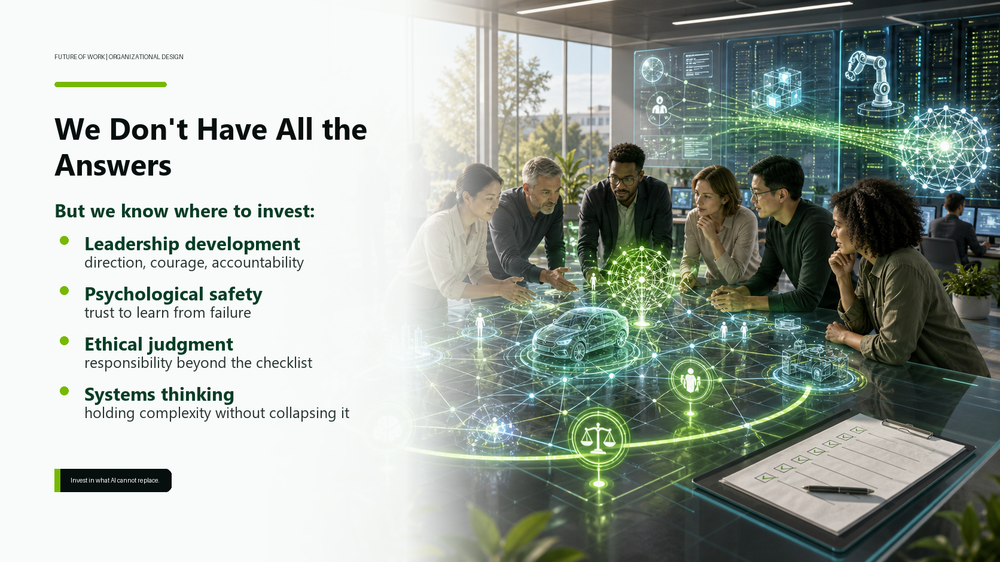 FUTURE OF WORK | ORGANIZATIONAL DESIGN
We Don't Have All the
Answers
But we know where to invest:
Leadership development
direction, courage, accountability
Psychological safety
trust to learn from failure
Ethical judgment
responsibility beyond the checklist
Systems thinking
holding complexity without collapsing it
Invest in what AI cannot replace.